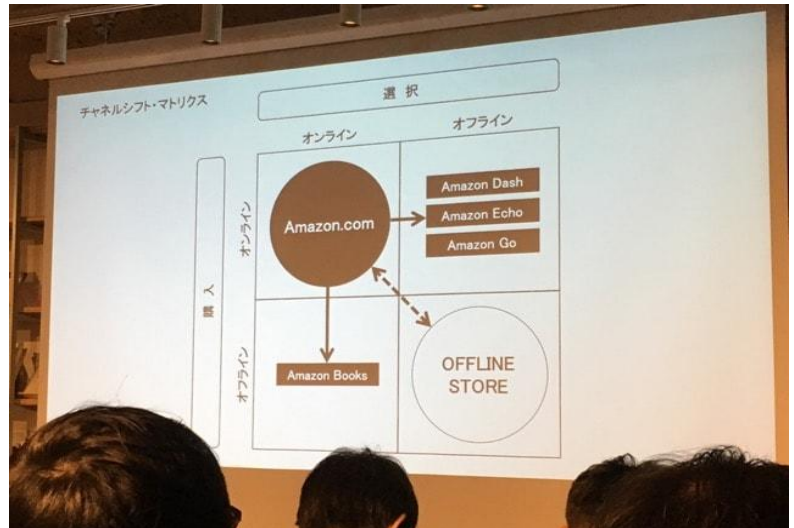 チャネルシフト・マトリクス
選 択
オンライン
オフライン
購 入
オンライン
Amazon.com
Amazon Dash
Amazon Echo
Amazon Go
オフライン
Amazon Books
OFFLINE
STORE